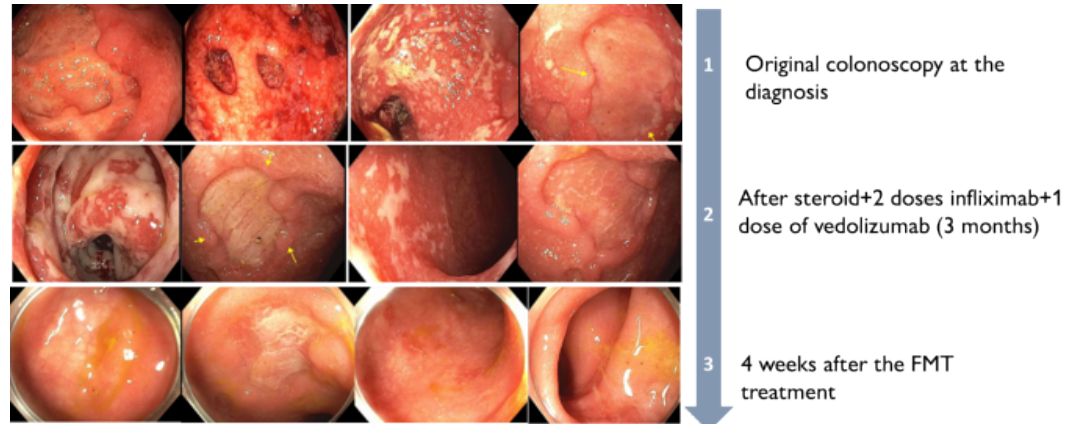 1
Original colonoscopy at the
diagnosis
2
After steroid+2 doses infliximab+1
dose of vedolizumab (3 months)
3
4 weeks after the FMT
treatment